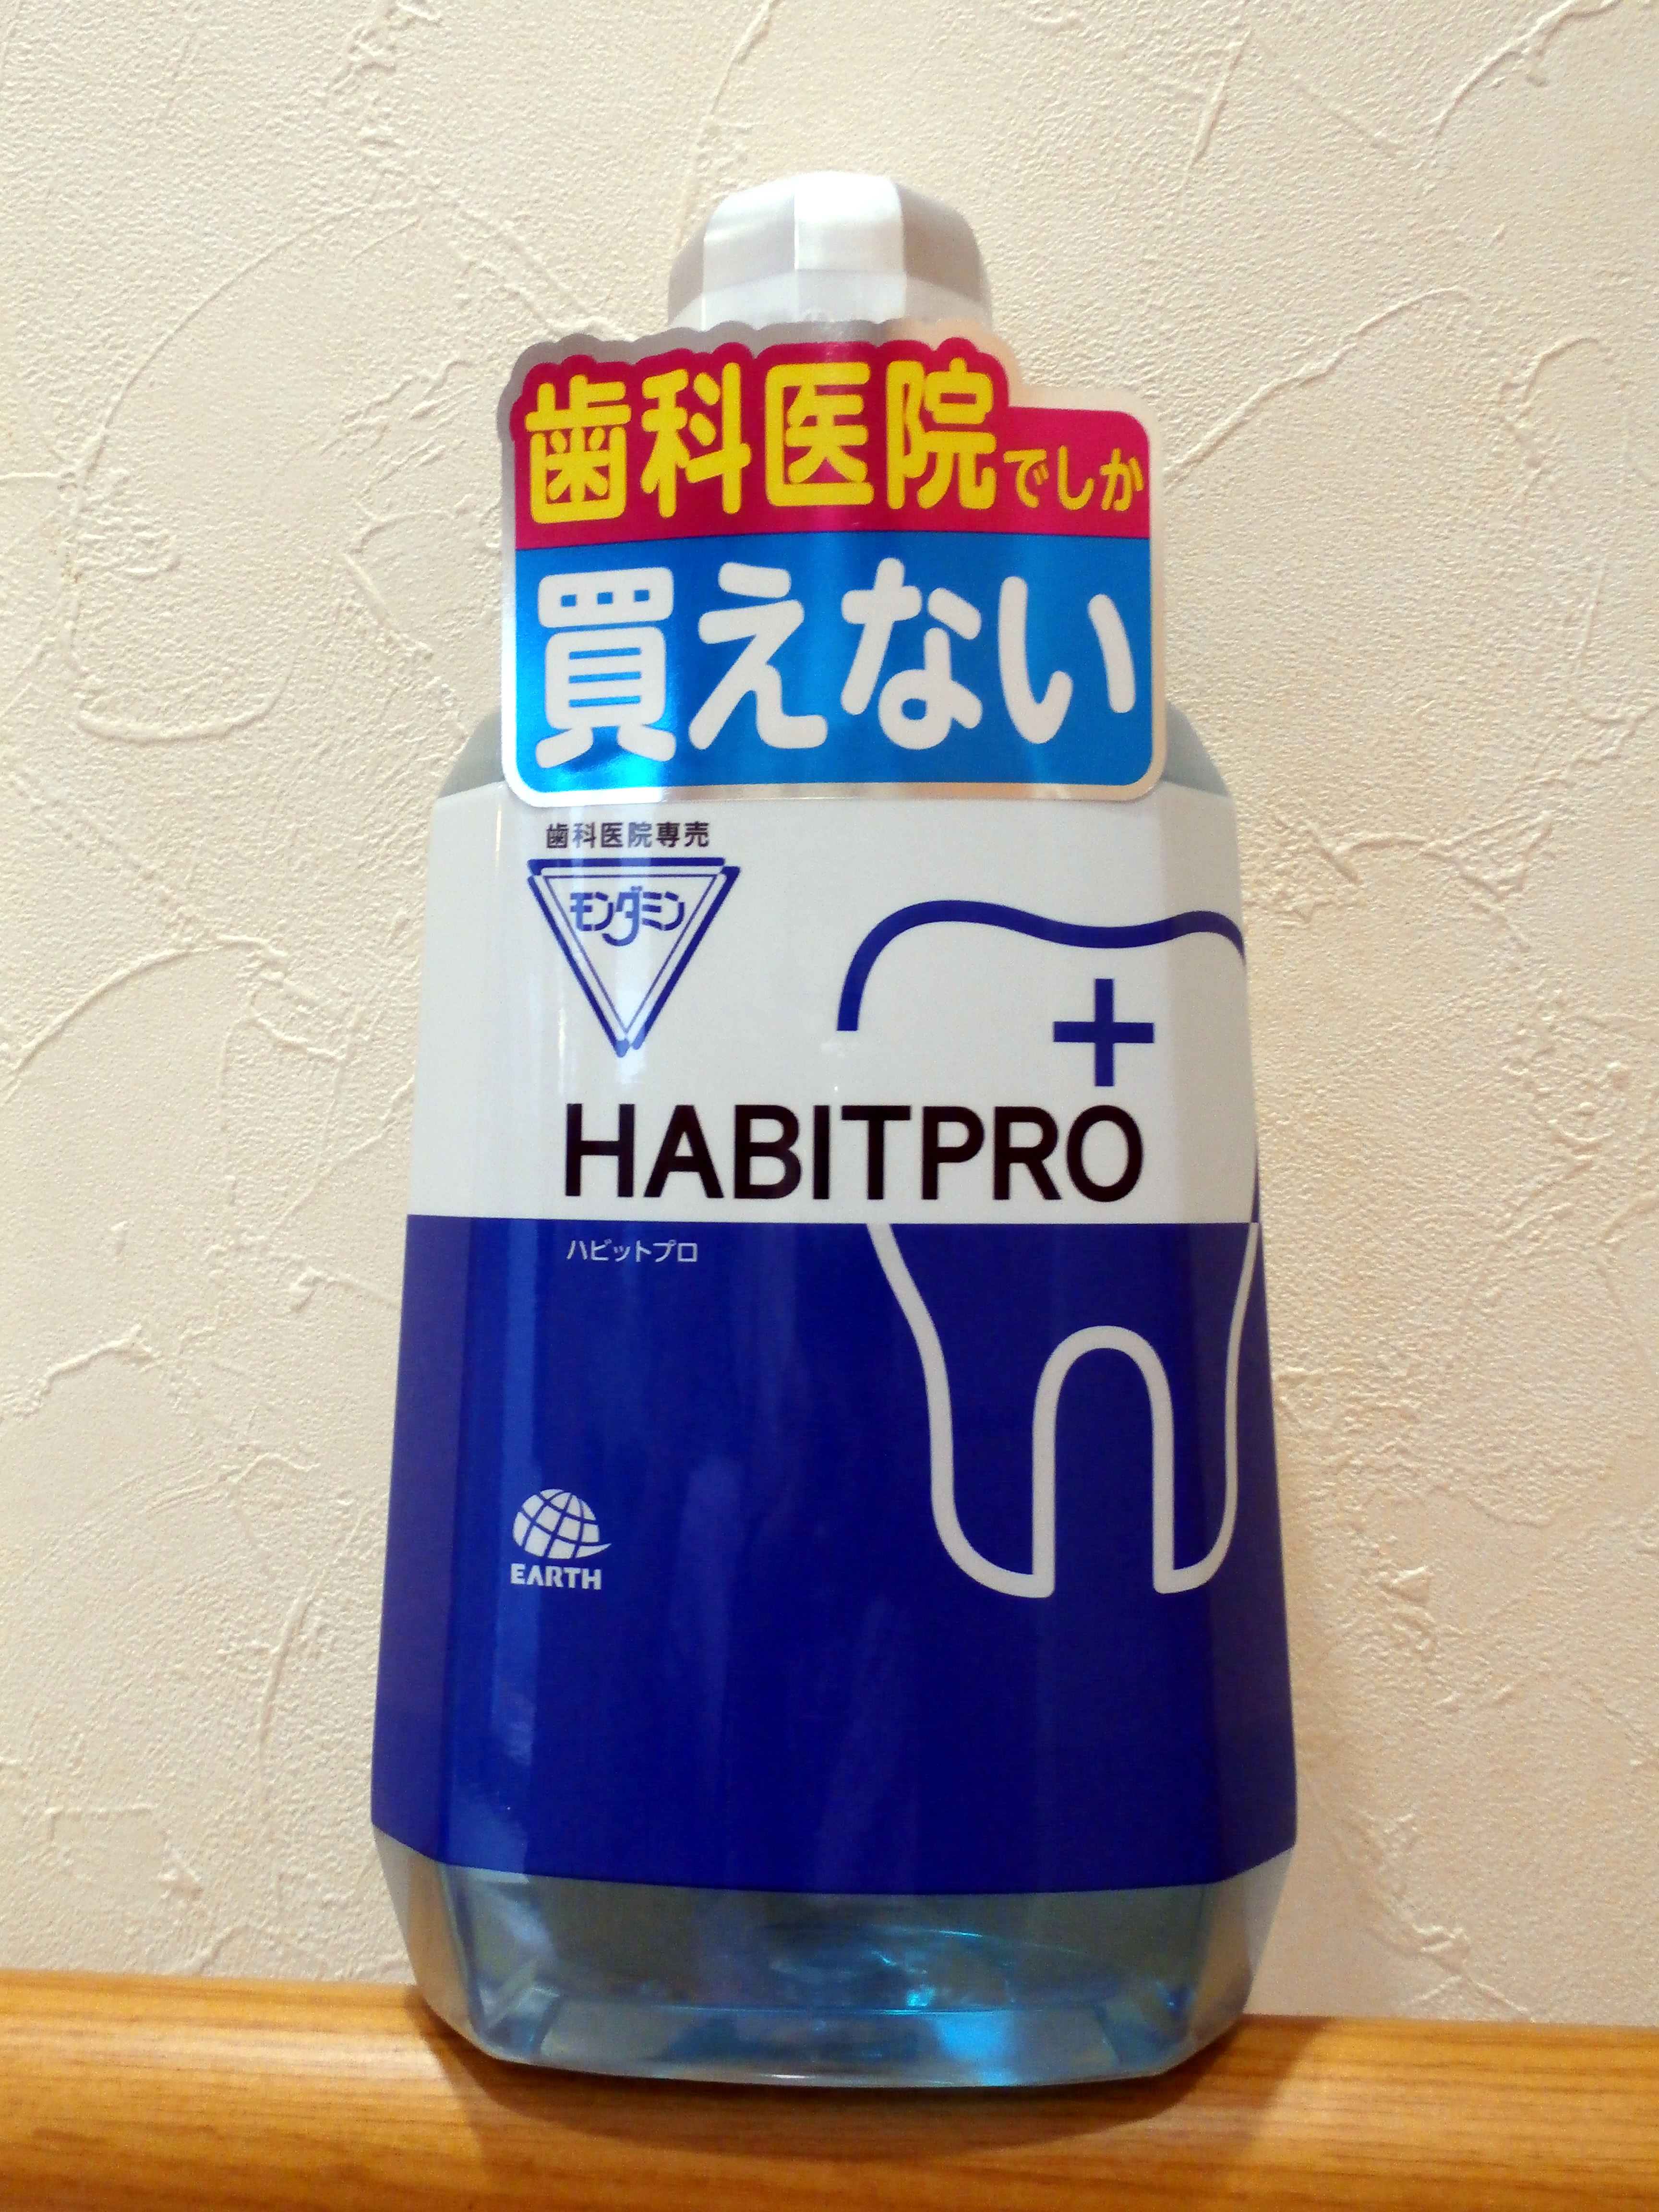 歯科医院でしか
買えない
歯科医院専売
モンダミン
+
HABITPRO
ハビットプロ
EARTH